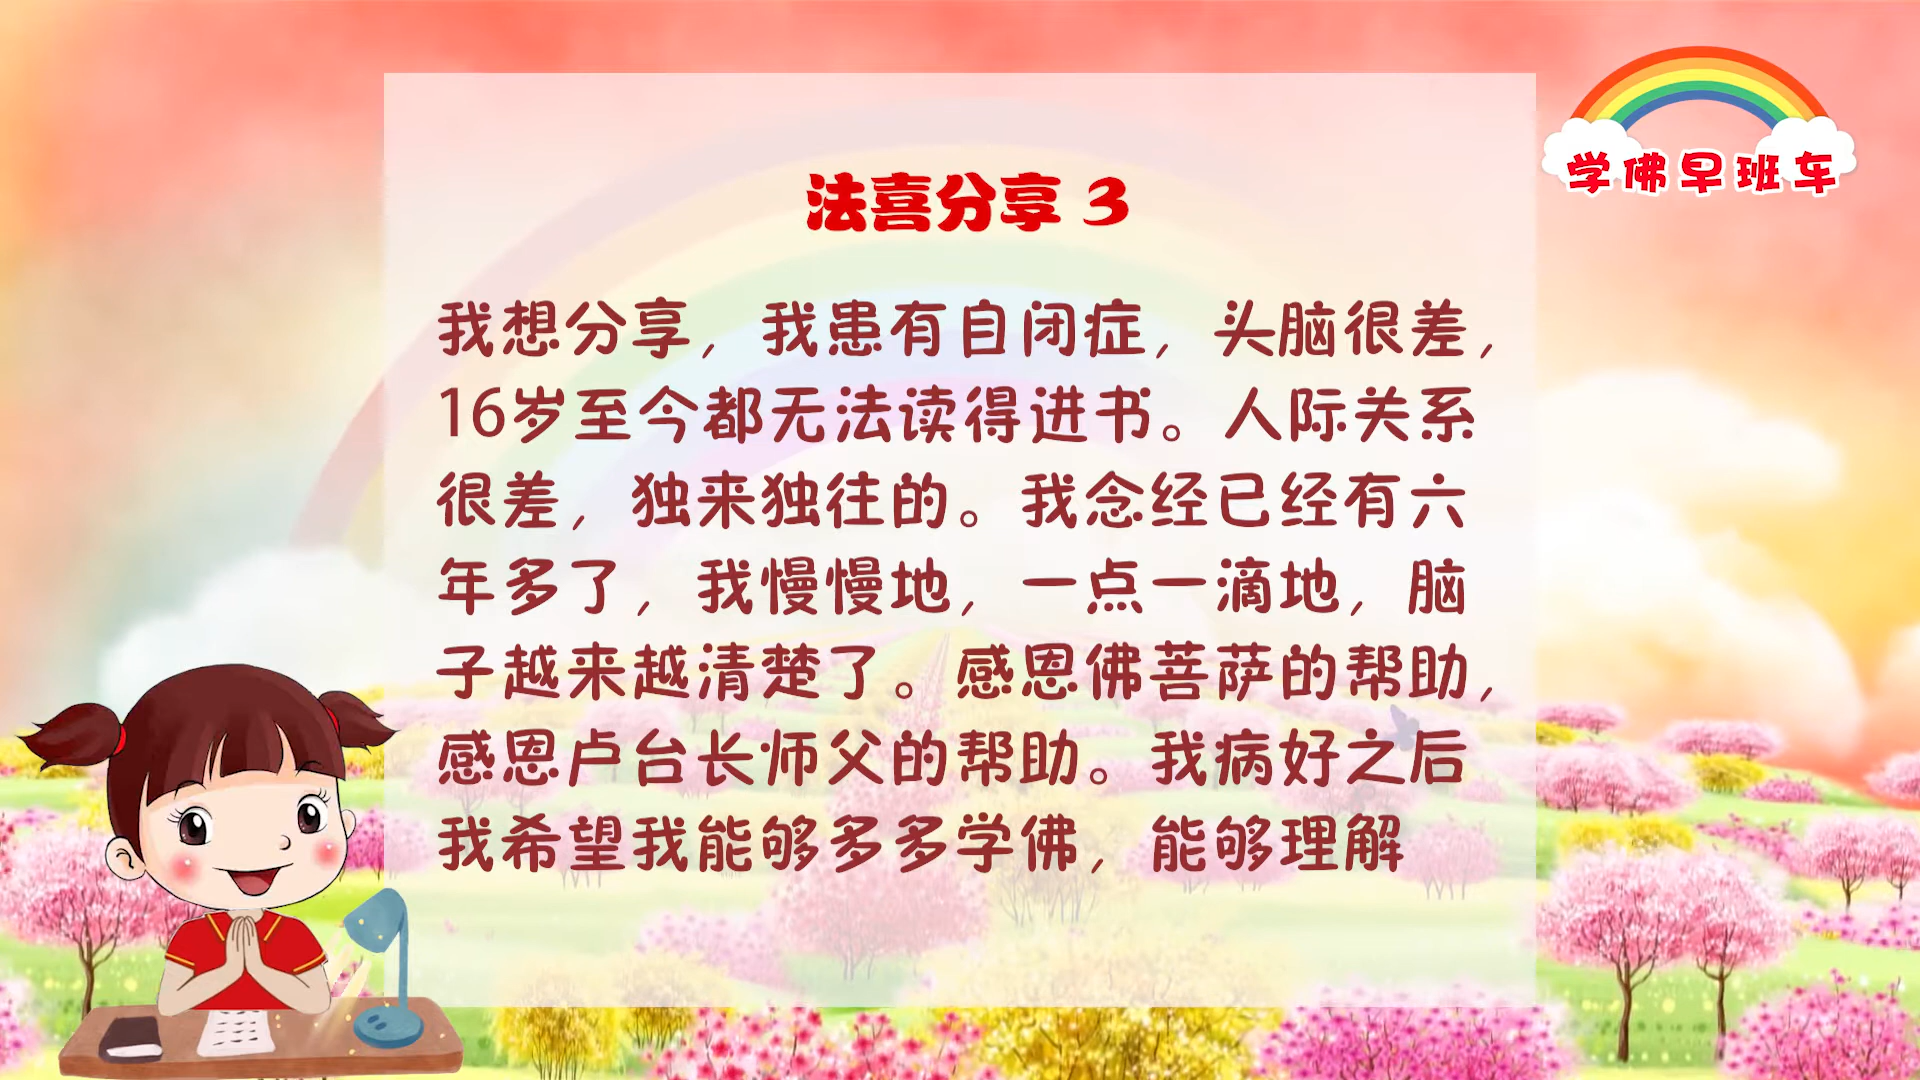 学佛早班车
法喜分享 3
我想分享，我患有自闭症，头脑很差，
16岁至今都无法读得进书。人际关系
很差，独来独往的。我念经已经有六
年多了，我慢慢地，一点一滴地，脑
子越来越清楚了。感恩佛菩萨的帮助，
感恩卢台长师父的帮助。我病好之后
我希望我能够多多学佛，能够理解